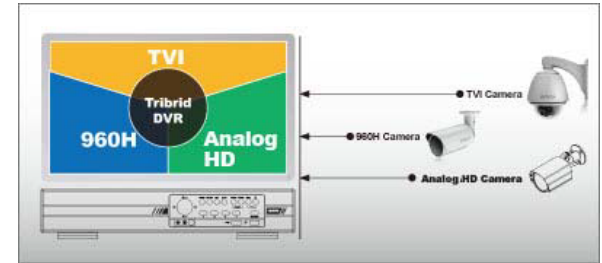 TVI
Tribrid
DVR
960H
Analog
HD
TVI Camera
960H Camera
Analog HD Camera